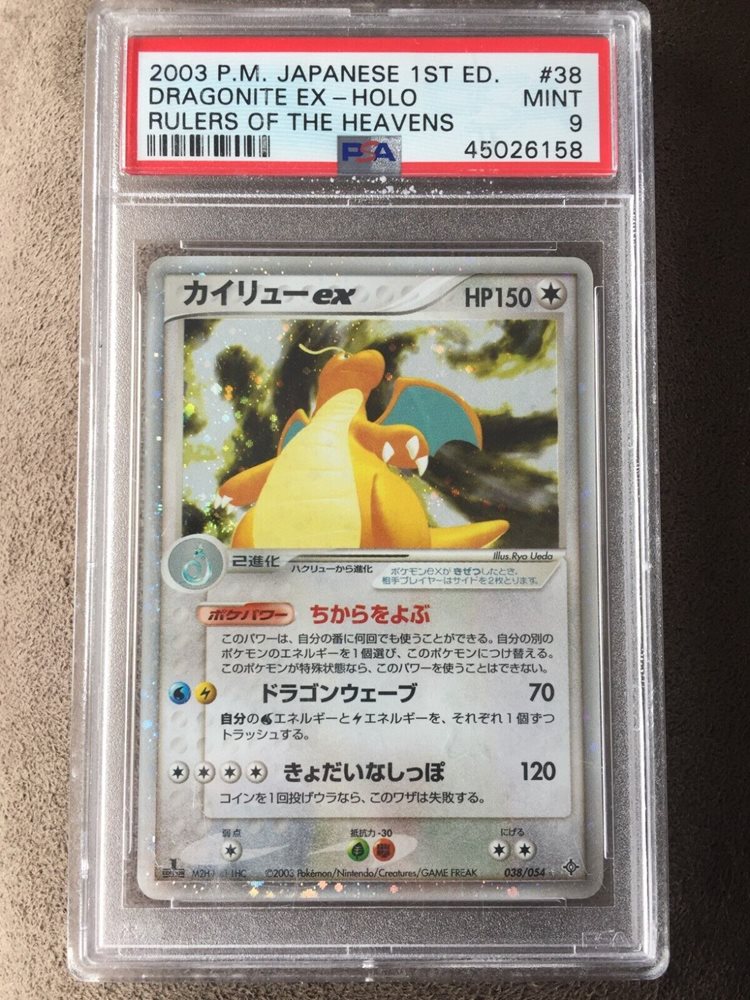 2003 P.M. JAPANESE 1ST ED. #38
DRAGONITE EX-HOLO MINT
RULERS OF THE HEAVENS 9
PSA 45026158
カイリューex HP150
Illus. Ryo Ueda
2進化
ハクリューから進化
ポケモンexがきぜつしたとき、
相手プレイヤーはサイドを2枚とります。
ポケパワー ちからをよぶ
このパワーは、自分の番に何回でも使うことができる。自分の別の
ポケモンのエネルギーを1個選び、このポケモンにつけ替える。
このポケモンが特殊状態なら、このパワーを使うことはできない。
ドラゴンウェーブ 70
自分のエネルギーとエネルギーを、それぞれ1個ずつ
トラッシュする。
きょだいなしっぽ 120
コインを1回投げウラなら、このワザは失敗する。
弱点 抵抗力 -30 にげる
©2003 Pokémon/Nintendo/Creatures/GAME FREAK 038/054